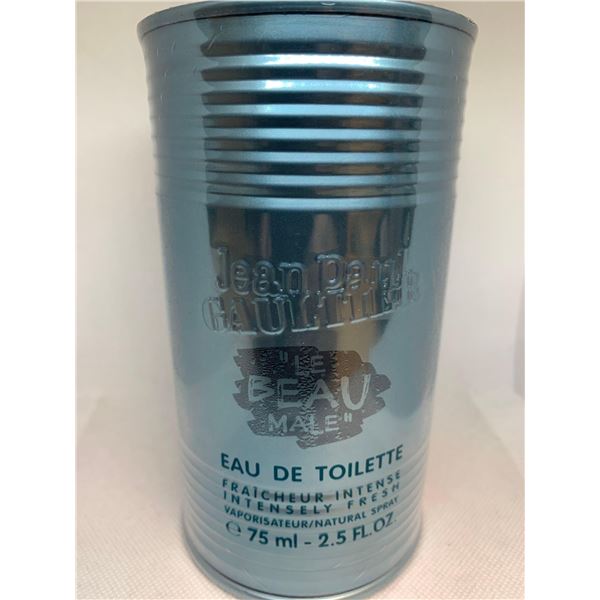 Jean Paul
GAULTIER
"LE
BEAU
MALE"
EAU DE TOILETTE
FRAÎCHEUR INTENSE
INTENSELY FRESH
VAPORISATEUR/NATURAL SPRAY
℮ 75 ml - 2.5 FL.OZ.